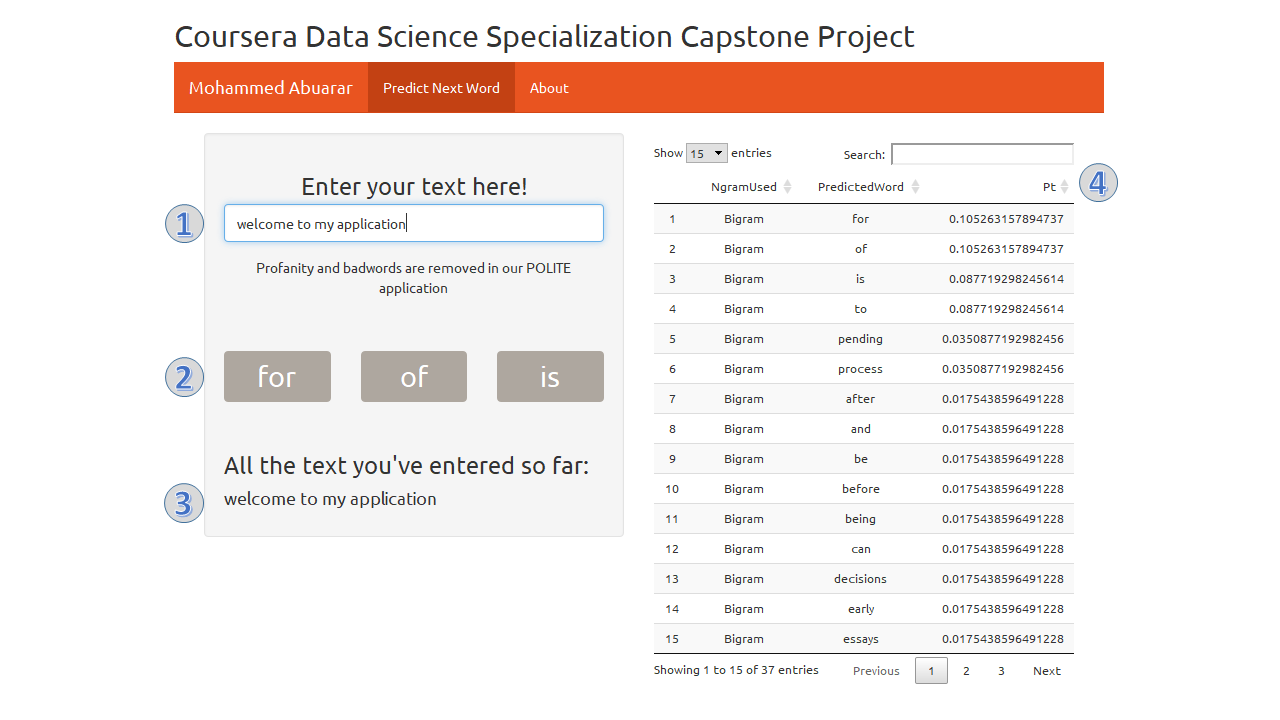 Coursera Data Science Specialization Capstone Project
Mohammed Abuarar Predict Next Word About
Enter your text here!
1
welcome to my application
Profanity and badwords are removed in our POLITE
application
2
for of is
All the text you've entered so far:
3
welcome to my application
Show 15 entries Search:
4
NgramUsed PredictedWord Pt
1 Bigram for 0.105263157894737
2 Bigram of 0.105263157894737
3 Bigram is 0.087719298245614
4 Bigram to 0.087719298245614
5 Bigram pending 0.0350877192982456
6 Bigram process 0.0350877192982456
7 Bigram after 0.0175438596491228
8 Bigram and 0.0175438596491228
9 Bigram be 0.0175438596491228
10 Bigram before 0.0175438596491228
11 Bigram being 0.0175438596491228
12 Bigram can 0.0175438596491228
13 Bigram decisions 0.0175438596491228
14 Bigram early 0.0175438596491228
15 Bigram essays 0.0175438596491228
Showing 1 to 15 of 37 entries Previous 1 2 3 Next